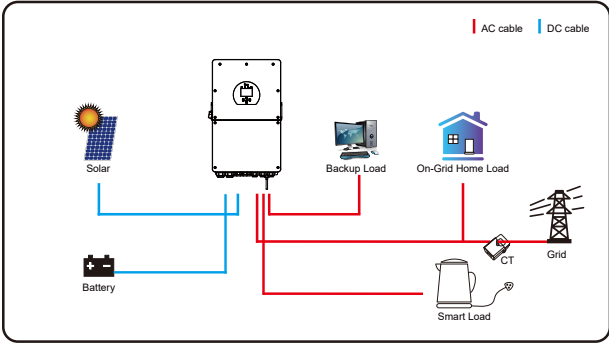 AC cable
DC cable
Solar
Backup Load
On-Grid Home Load
Battery
CT
Grid
Smart Load